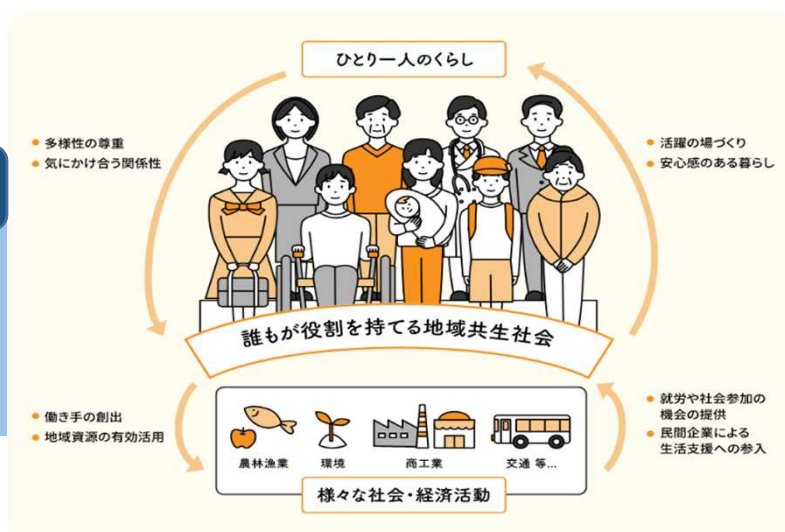 ひとり一人のくらし
多様性の尊重
気にかけ合う関係性
活躍の場づくり
安心感のある暮らし
誰もが役割を持てる地域共生社会
働き手の創出
地域資源の有効活用
就労や社会参加の
機会の提供
民間企業による
生活支援への参入
農林漁業 環境 商工業 交通 等...
様々な社会・経済活動